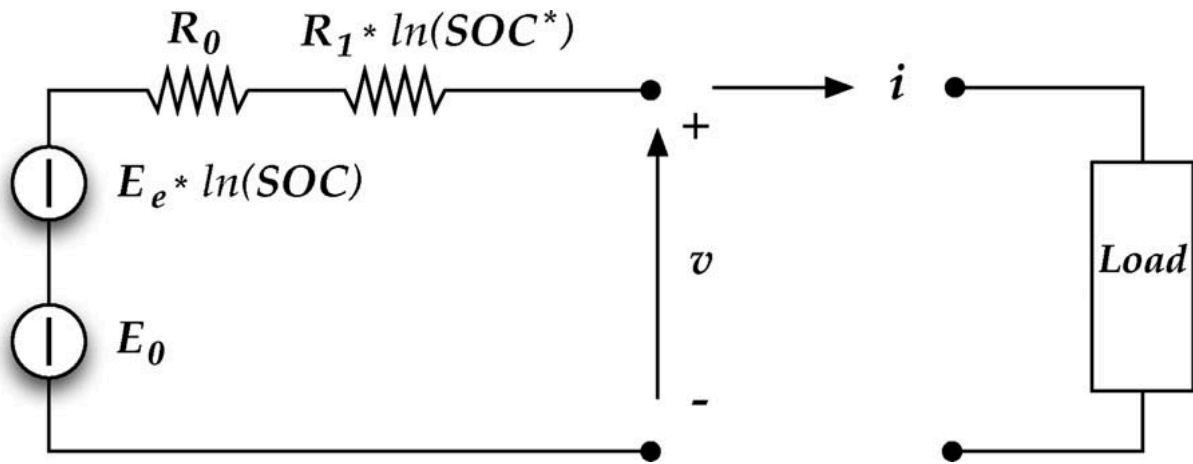 R₀ R₁* ln(SOC*)
i
+
Eₑ* ln(SOC)
v
Load
E₀
-